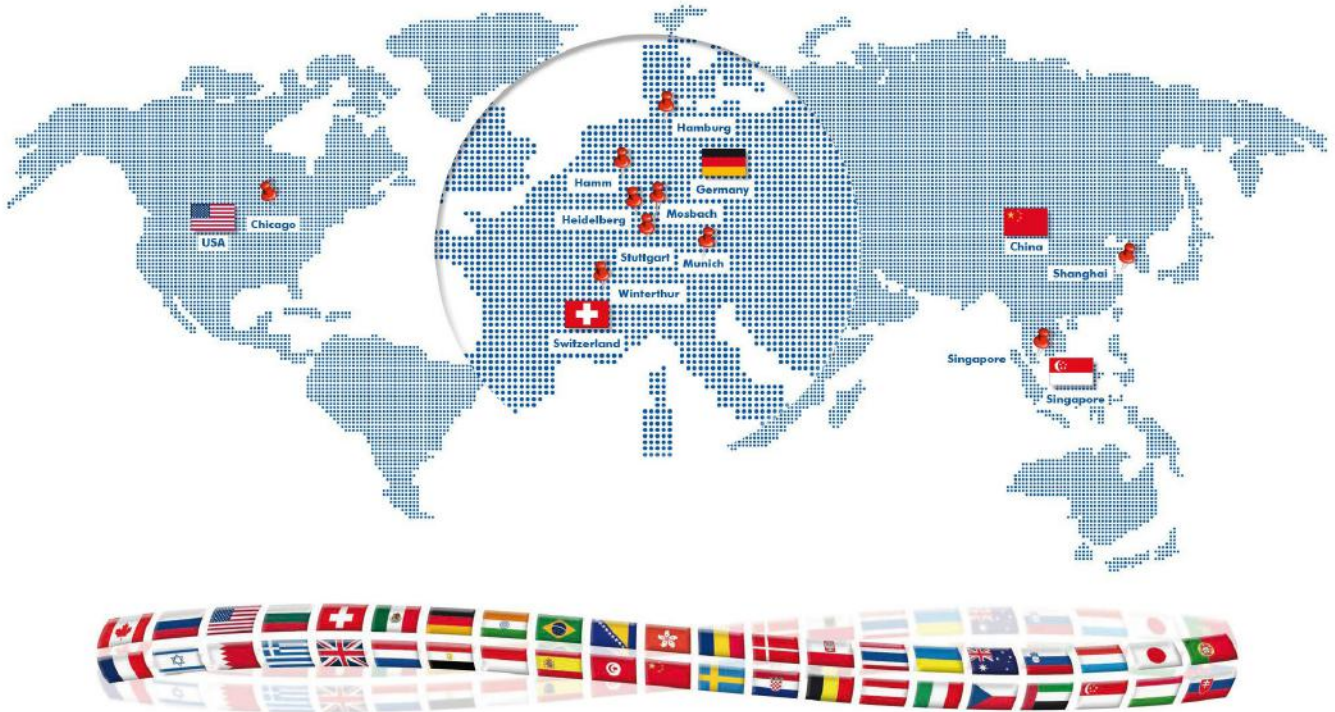 Hamburg
Hamm
Germany
Heidelberg
Mosbach
USA
Chicago
Stuttgart
Munich
China
Shanghai
Winterthur
Switzerland
Singapore
Singapore